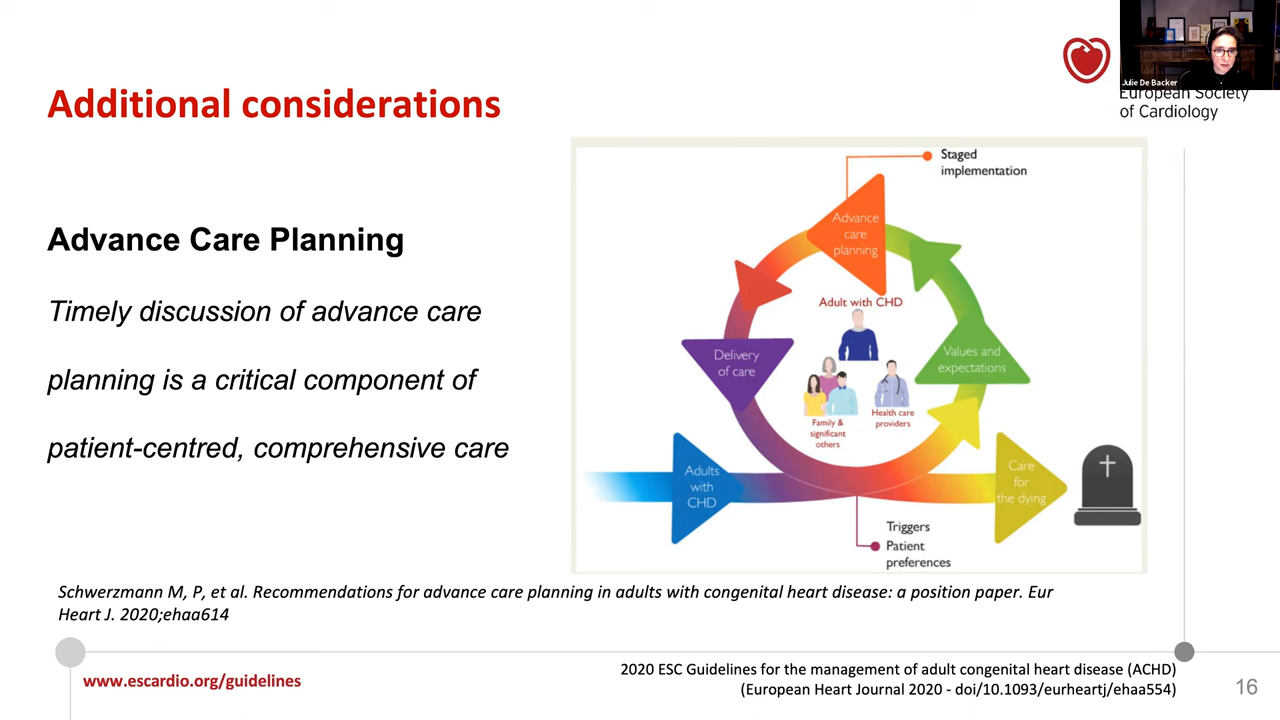 Julie De Backer
European Society
of Cardiology
Additional considerations
Advance Care Planning
Timely discussion of advance care
planning is a critical component of
patient-centred, comprehensive care
Staged
implementation
Advance
care
planning
Adult with CHD
Delivery
of care
Values and
expectations
Family &
significant
others
Health care
providers
Adults
with
CHD
Care
for
the dying
Triggers
Patient
preferences
Schwerzmann M, P, et al. Recommendations for advance care planning in adults with congenital heart disease: a position paper. Eur
Heart J. 2020;ehaa614
www.escardio.org/guidelines
2020 ESC Guidelines for the management of adult congenital heart disease (ACHD)
(European Heart Journal 2020 - doi/10.1093/eurheartj/ehaa554)
16